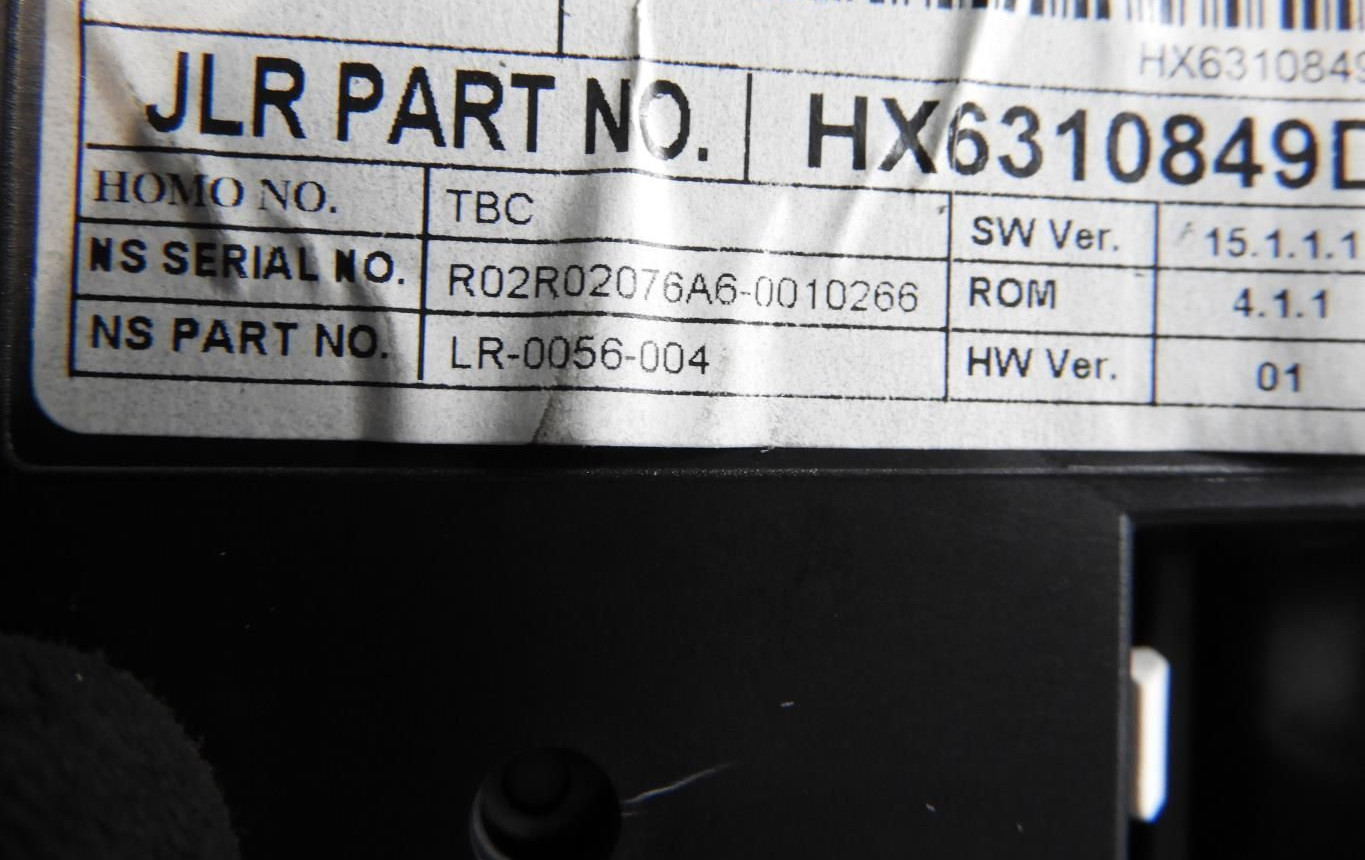 HX6310849
JLR PART NO. HX6310849D
HOMO NO. TBC SW Ver. 15.1.1.1
NS SERIAL NO. R02R02076A6-0010266 ROM 4.1.1
NS PART NO. LR-0056-004 HW Ver. 01